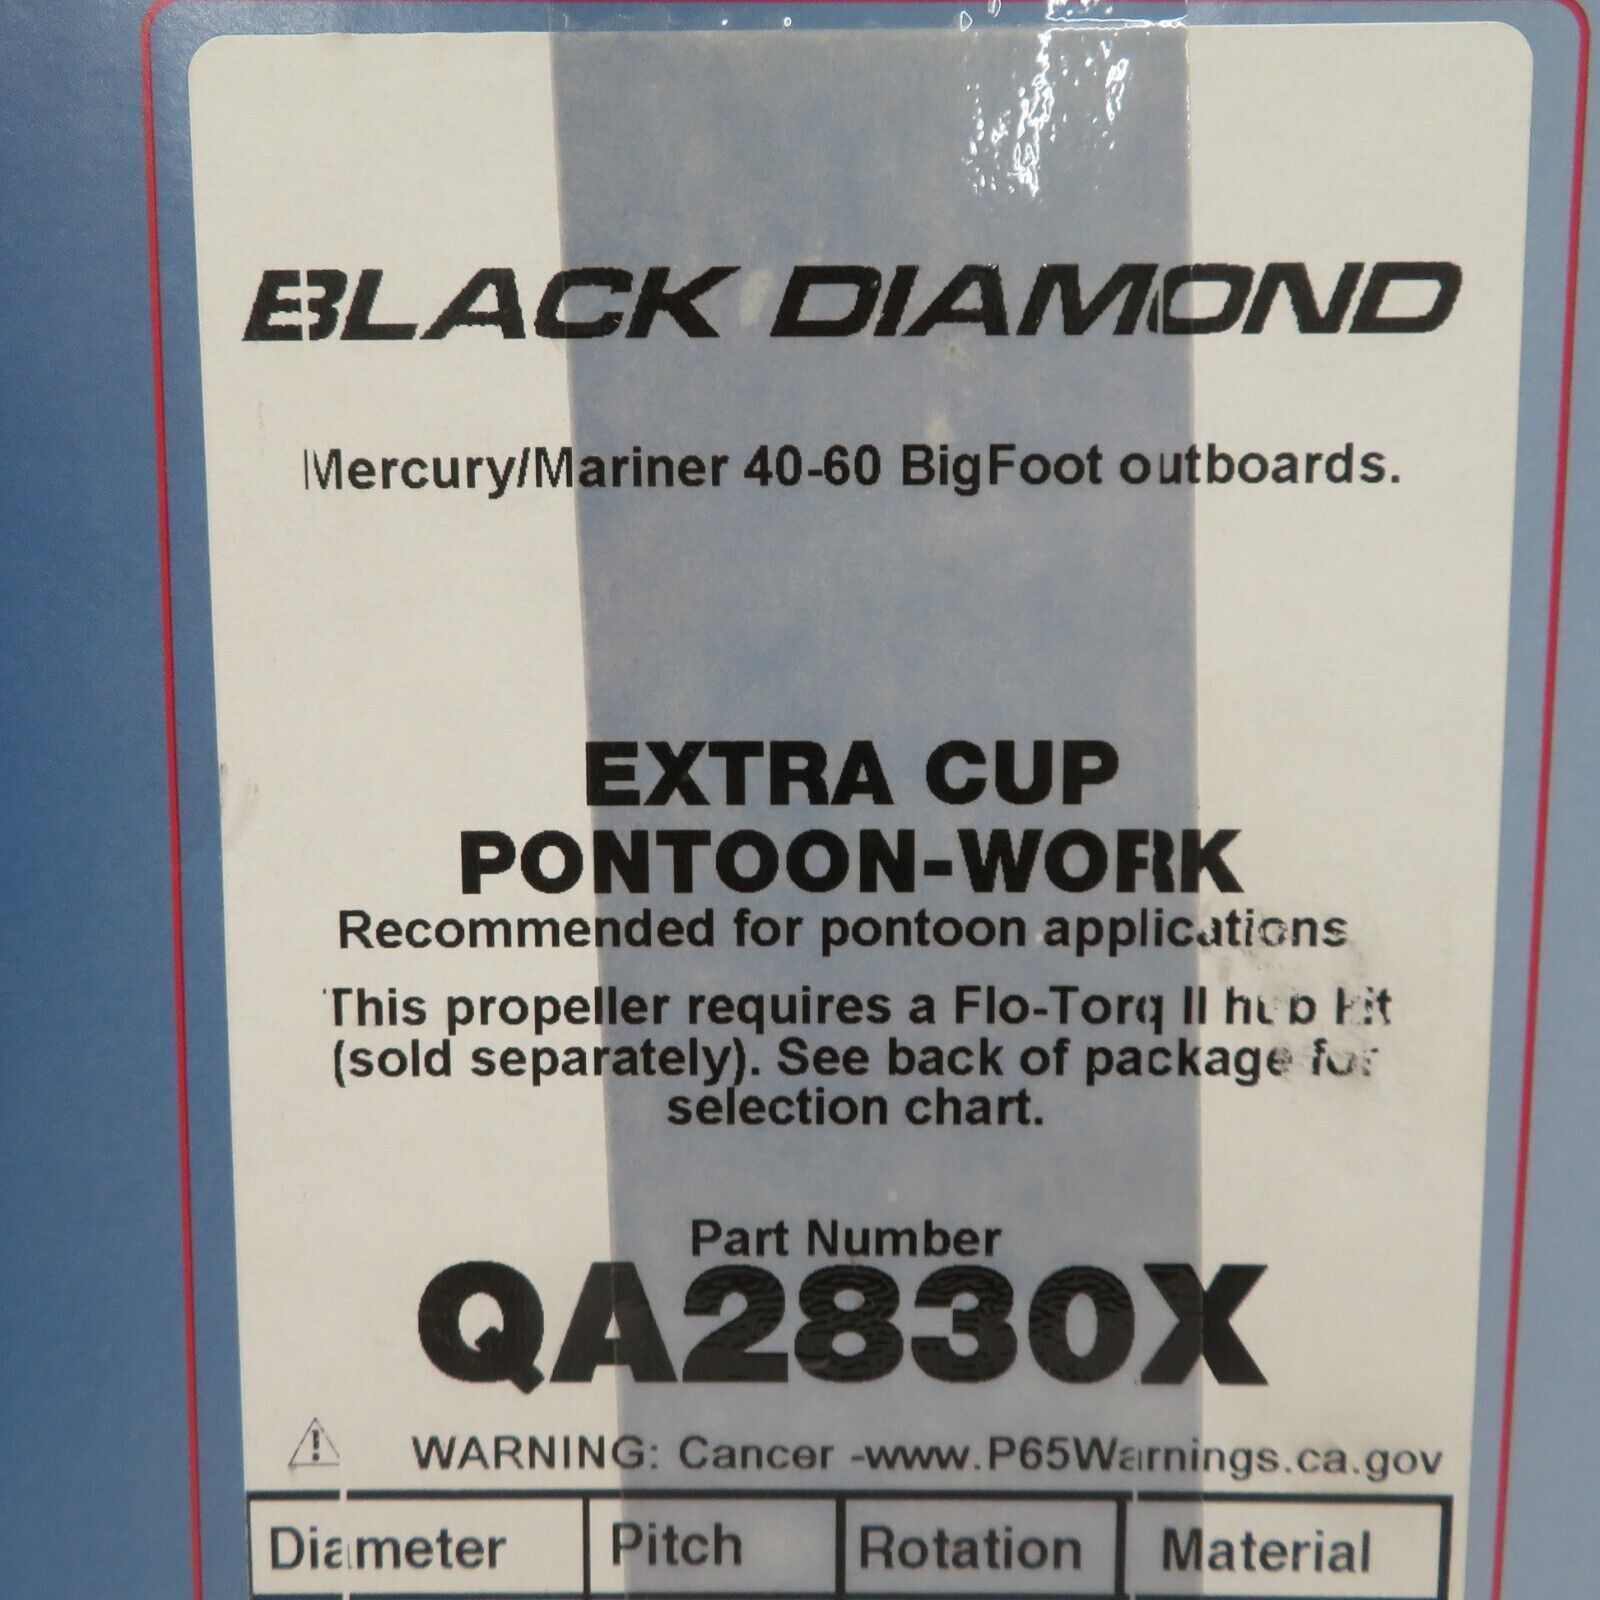 BLACK DIAMOND
Mercury/Mariner 40-60 BigFoot outboards.
EXTRA CUP
PONTOON-WORK
Recommended for pontoon applications
This propeller requires a Flo-Torq II hub kit
(sold separately). See back of package for
selection chart.
Part Number
QA2830X
WARNING: Cancer -www.P65Warnings.ca.gov
Diameter Pitch Rotation Material